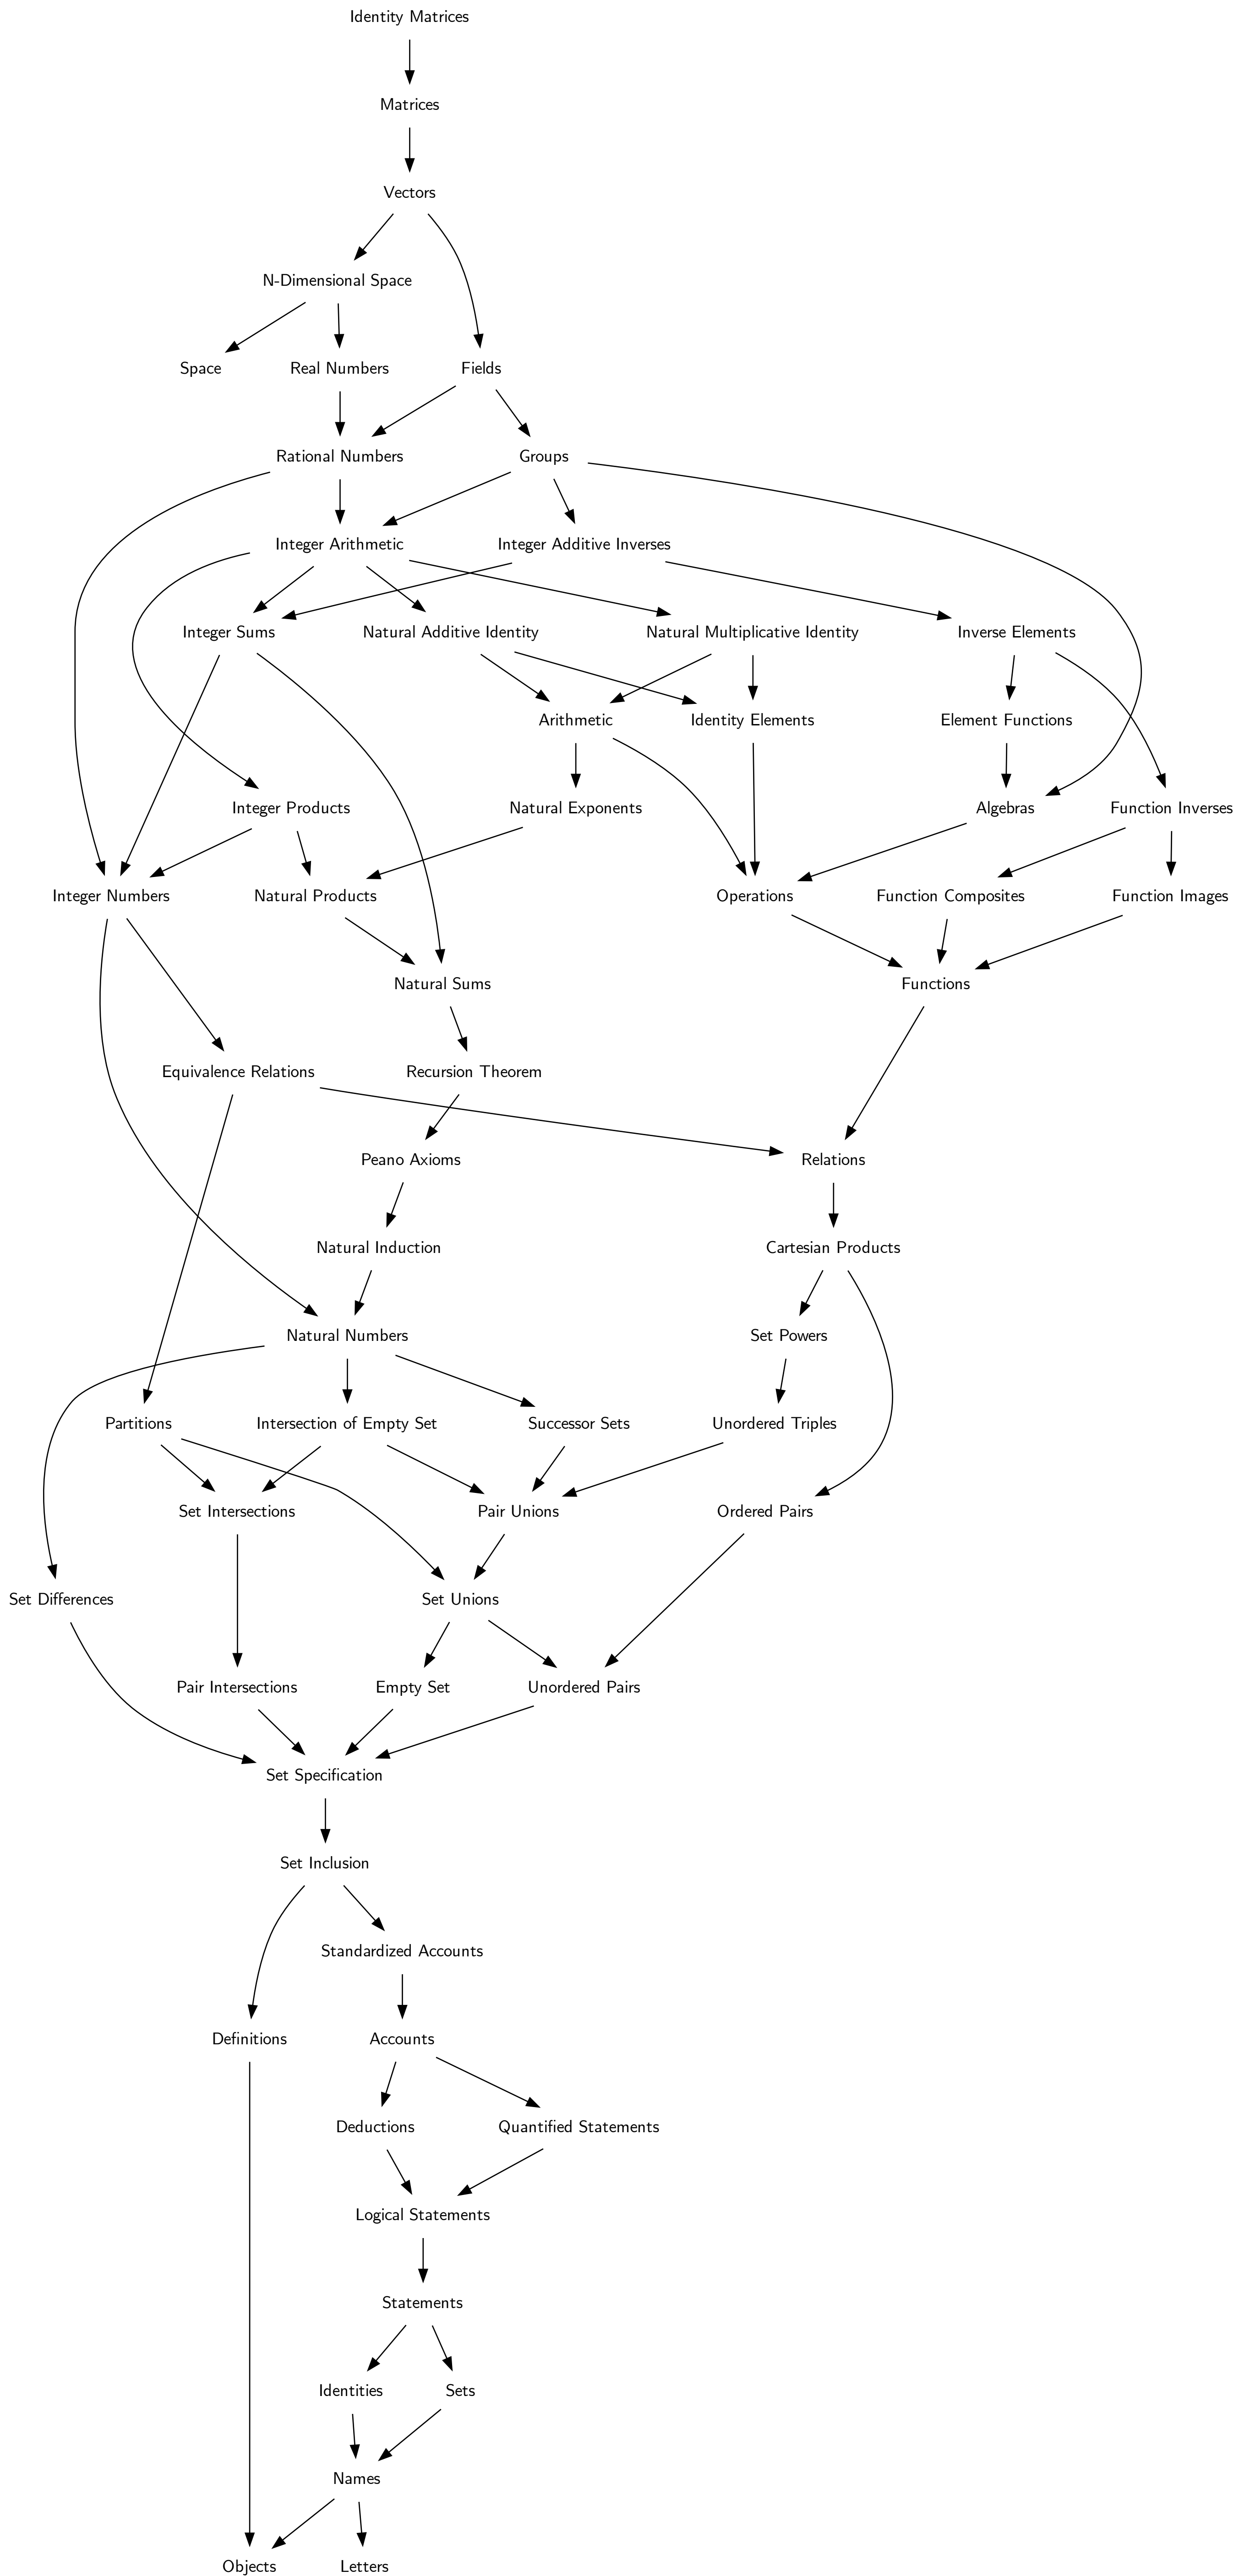 Identity Matrices
Matrices
Vectors
N-Dimensional Space
Space
Real Numbers
Fields
Rational Numbers
Groups
Integer Arithmetic
Integer Additive Inverses
Integer Sums
Natural Additive Identity
Natural Multiplicative Identity
Inverse Elements
Arithmetic
Identity Elements
Element Functions
Integer Products
Natural Exponents
Algebras
Function Inverses
Integer Numbers
Natural Products
Operations
Function Composites
Function Images
Natural Sums
Functions
Equivalence Relations
Recursion Theorem
Peano Axioms
Relations
Natural Induction
Cartesian Products
Natural Numbers
Set Powers
Partitions
Intersection of Empty Set
Successor Sets
Unordered Triples
Set Intersections
Pair Unions
Ordered Pairs
Set Differences
Set Unions
Pair Intersections
Empty Set
Unordered Pairs
Set Specification
Set Inclusion
Standardized Accounts
Definitions
Accounts
Deductions
Quantified Statements
Logical Statements
Statements
Identities
Sets
Names
Objects
Letters